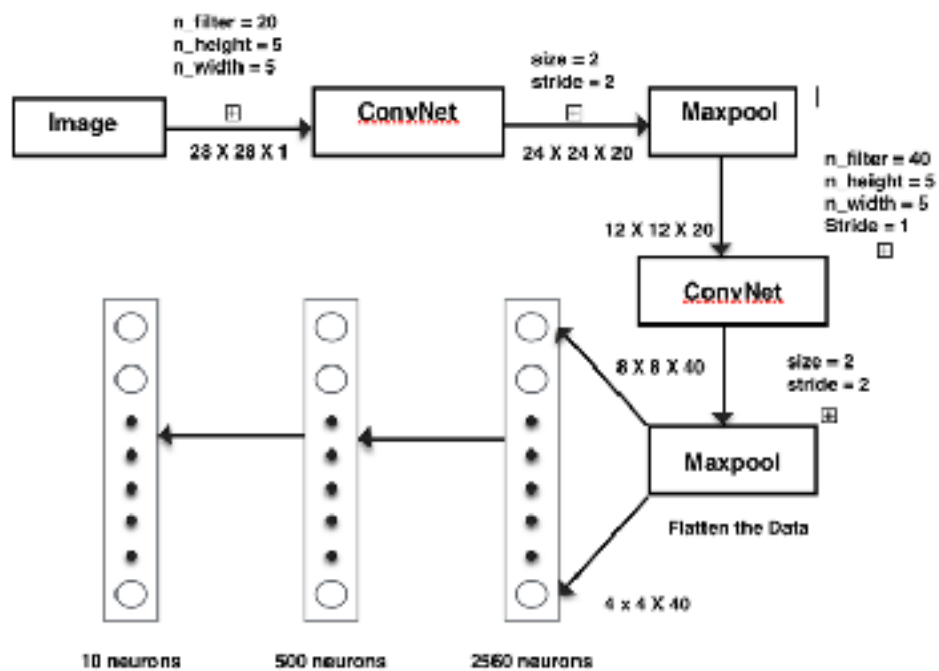 n_filter = 20
n_height = 5
n_width = 5
size = 2
stride = 2
Image
ConvNet
Maxpool
28 X 28 X 1
24 X 24 X 20
n_filter = 40
n_height = 5
n_width = 5
Stride = 1
12 X 12 X 20
ConvNet
8 X 8 X 40
size = 2
stride = 2
Maxpool
Flatten the Data
4 x 4 X 40
10 neurons
500 neurons
2560 neurons